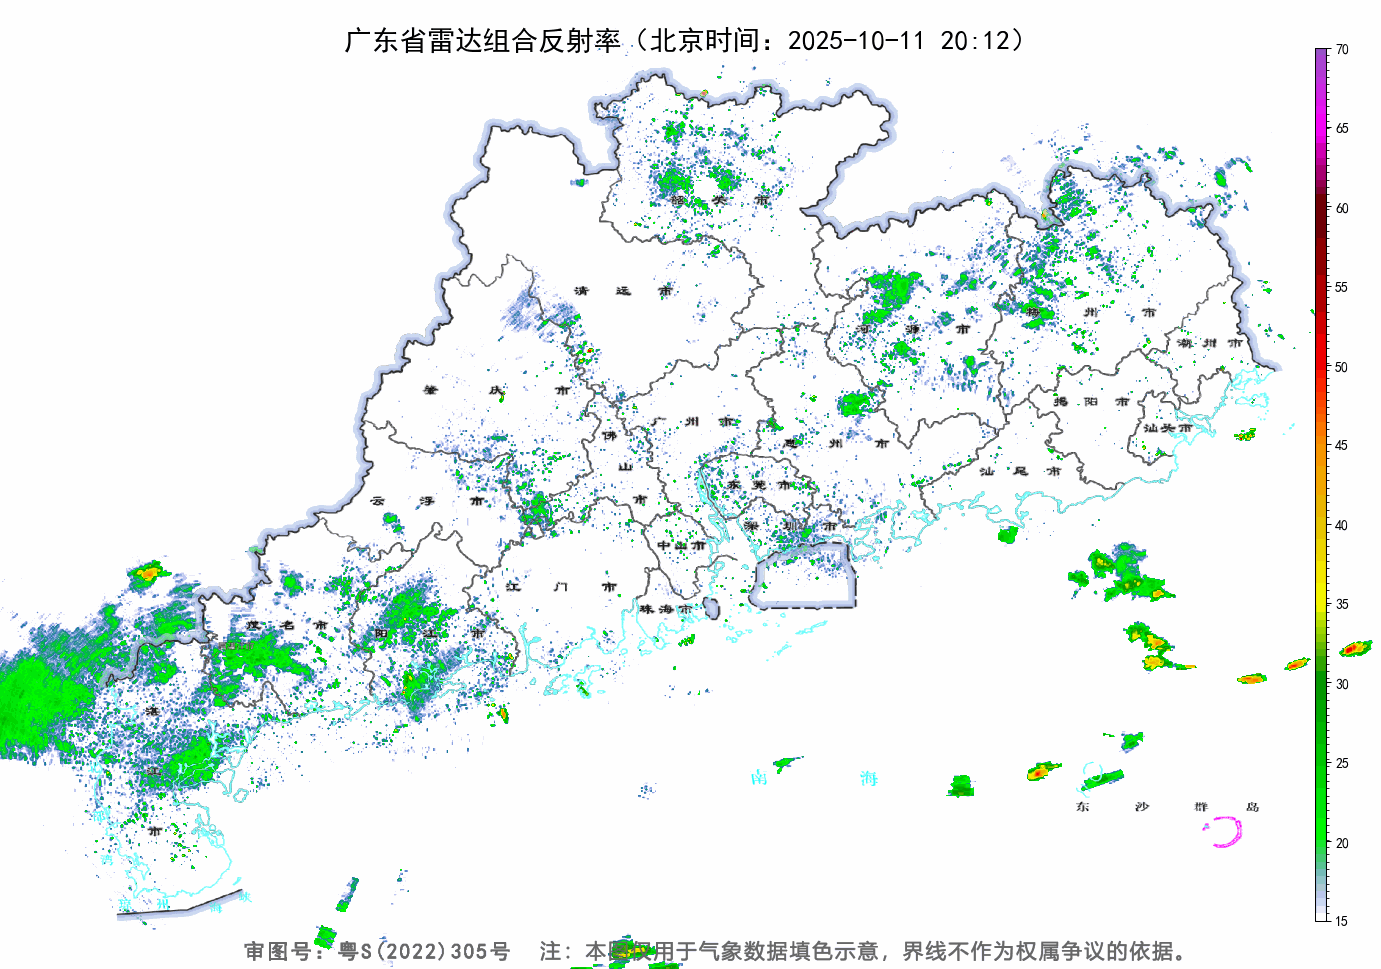 广东省雷达组合反射率（北京时间：2025-10-11 20:12）
70
65
60
55
50
45
40
35
30
25
20
15
韶关市
清远市
河源市
梅州市
潮州市
肇庆市
广州市
佛山市
惠州市
揭阳市
汕头市
汕尾市
云浮市
东莞市
深圳市
中山市
江门市
珠海市
茂名市
阳江市
湛江市
南海
东沙群岛
琼州海峡
审图号：粤S(2022)305号 注：本图仅用于气象数据填色示意，界线不作为权属争议的依据。